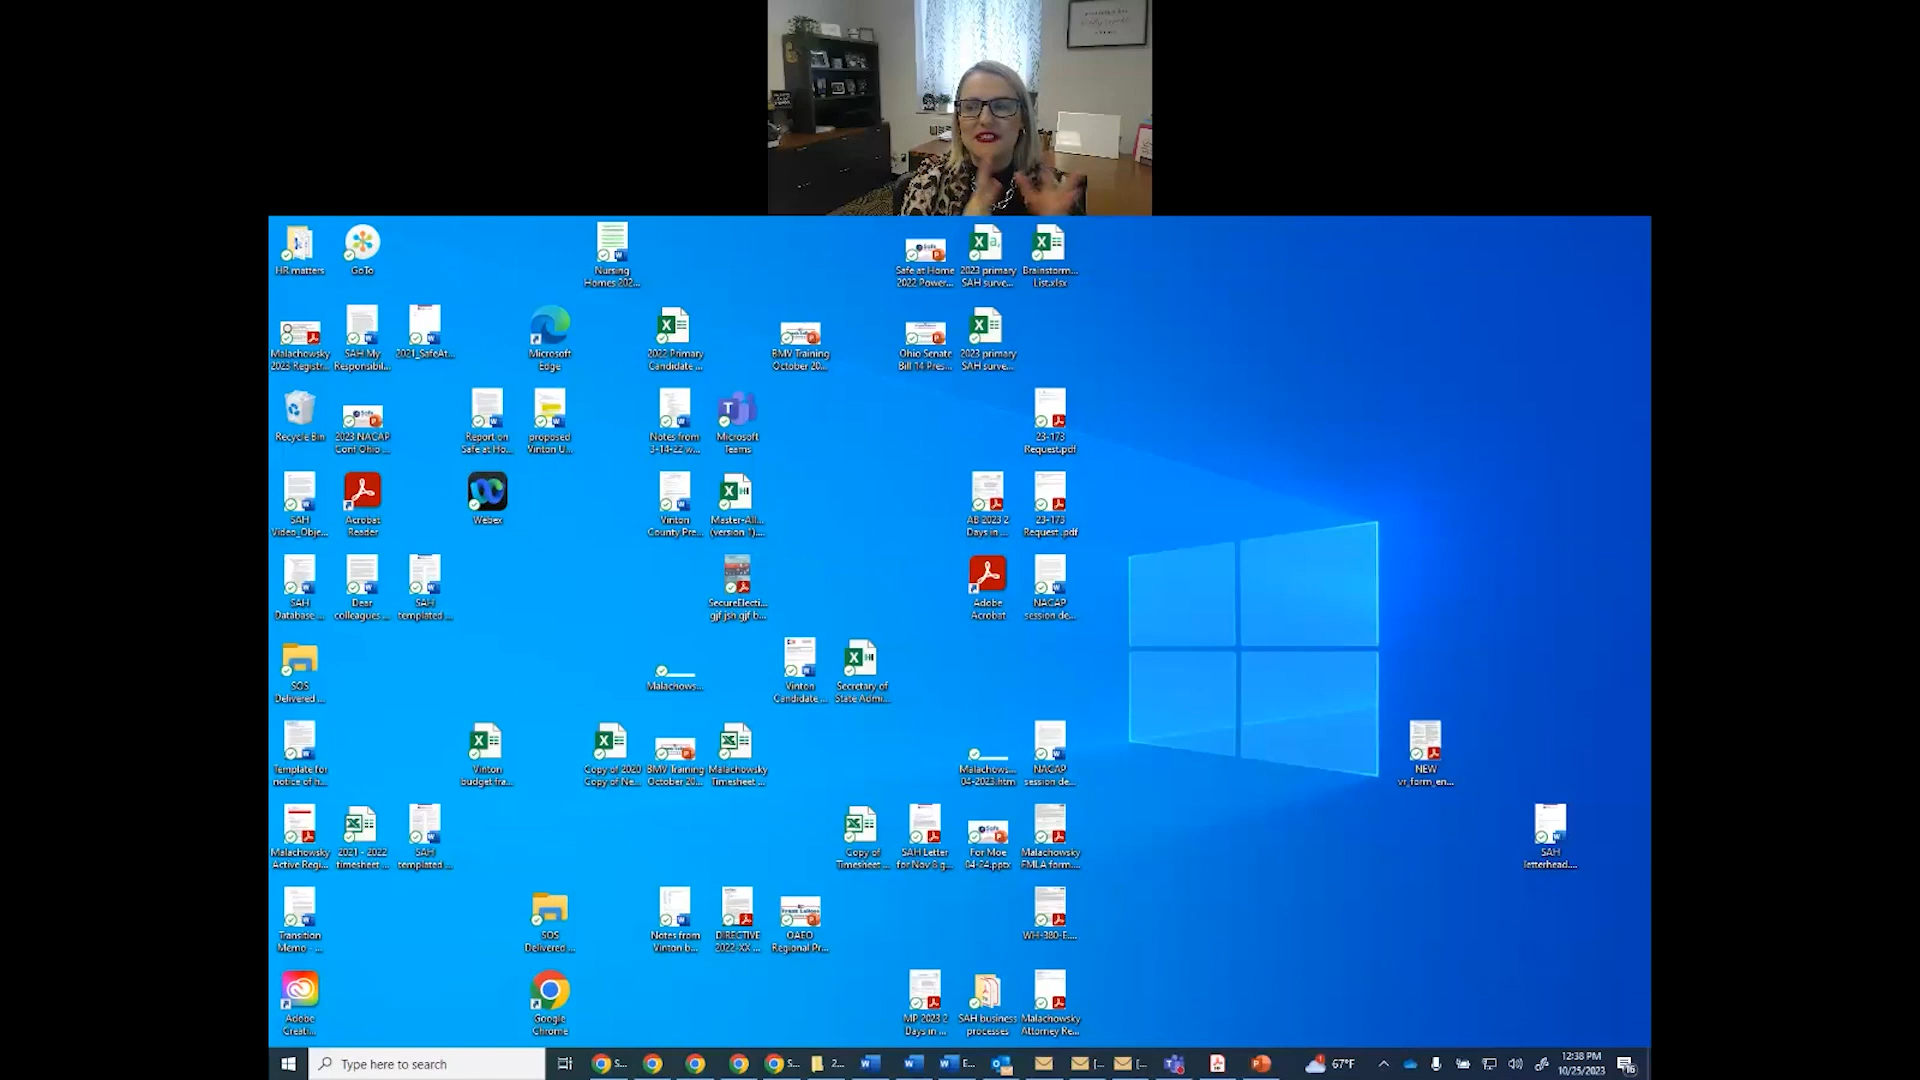 HR matters
GoTo
Nursing
Homes 202...
Safe at Home
2022 Power...
2023 primary
SAH surve...
Brainstorm...
List.xlsx
Malachowsky
2023 Registr...
SAH My
Responsibil...
2021_SafeAt...
Microsoft
Edge
2022 Primary
Candidate ...
BMV Training
October 20...
Ohio Senate
Bill 14 Pres...
2023 primary
SAH surve...
Recycle Bin
2023 NACAP
Conf Ohio ...
Report on
Safe at Ho...
proposed
Vinton U...
Notes from
3-14-22 w...
Microsoft
Teams
23-173
Request.pdf
SAH
Video_Obje...
Acrobat
Reader
Webex
Vinton
County Pre...
Master-All...
(version 1)....
AB 2023 2
Days in ...
23-173
Request .pdf
SAH
Database ...
Dear
colleagues ...
SAH
templated ...
SecureElecti...
gjf jsn gjf b...
Adobe
Acrobat
NACAP
session de...
SOS
Delivered ...
Malachows...
Vinton
Candidate ...
Secretary of
State Admi...
Template for
notice of h...
Vinton
budget fra...
Copy of 2020
Copy of Ne...
BMV Training
October 20...
Malachowsky
Timesheet ...
Malachows...
04-2023.htm
NACAP
session de...
NEW
vr_form_en...
Malachowsky
Active Regi...
2021 - 2022
timesheet ...
SAH
templated ...
Copy of
Timesheet ...
SAH Letter
for Nov 8 g...
For Moe
04-24.pptx
Malachowsky
FMLA form....
SAH
letterhead....
Transition
Memo - ...
SOS
Delivered ...
Notes from
Vinton b...
DIRECTIVE
2022-XX ...
OAEO
Regional Pr...
WH-380-E....
Adobe
Creati...
Google
Chrome
MP 2023 2
Days in ...
SAH business
processes
Malachowsky
Attorney Re...
Type here to search
S...
S...
2...
E...
[...
[...
67°F
12:38 PM
10/25/2023
16